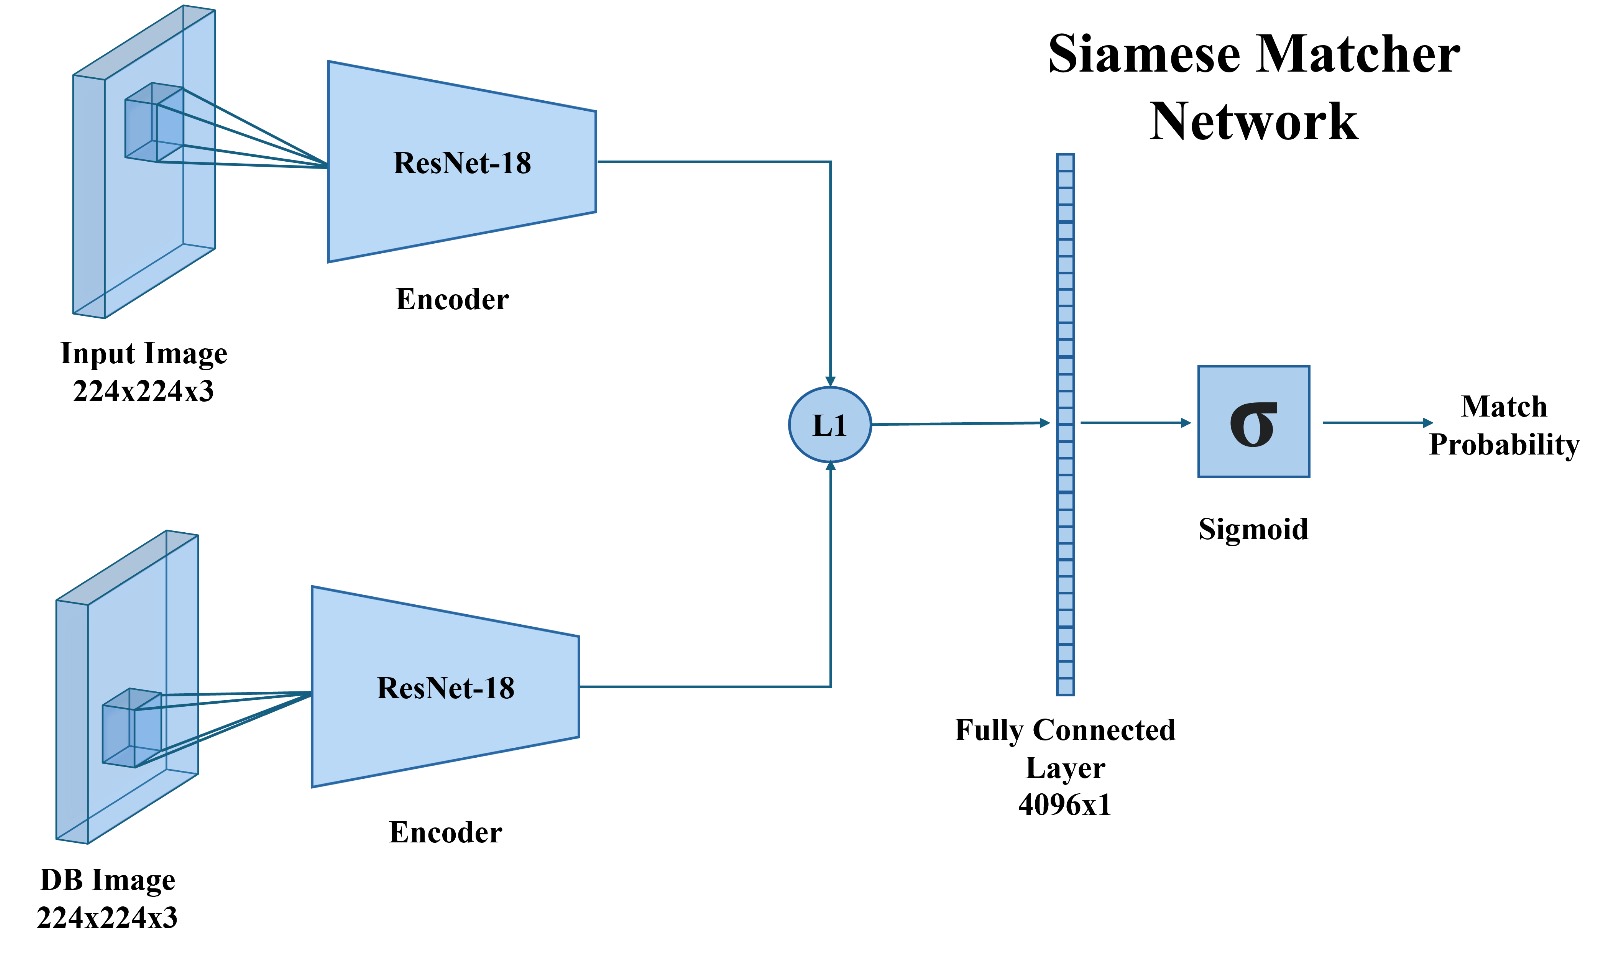 Siamese Matcher
Network
ResNet-18
Encoder
Input Image
224x224x3
L1
σ
Sigmoid
Match
Probability
ResNet-18
Encoder
DB Image
224x224x3
Fully Connected
Layer
4096x1